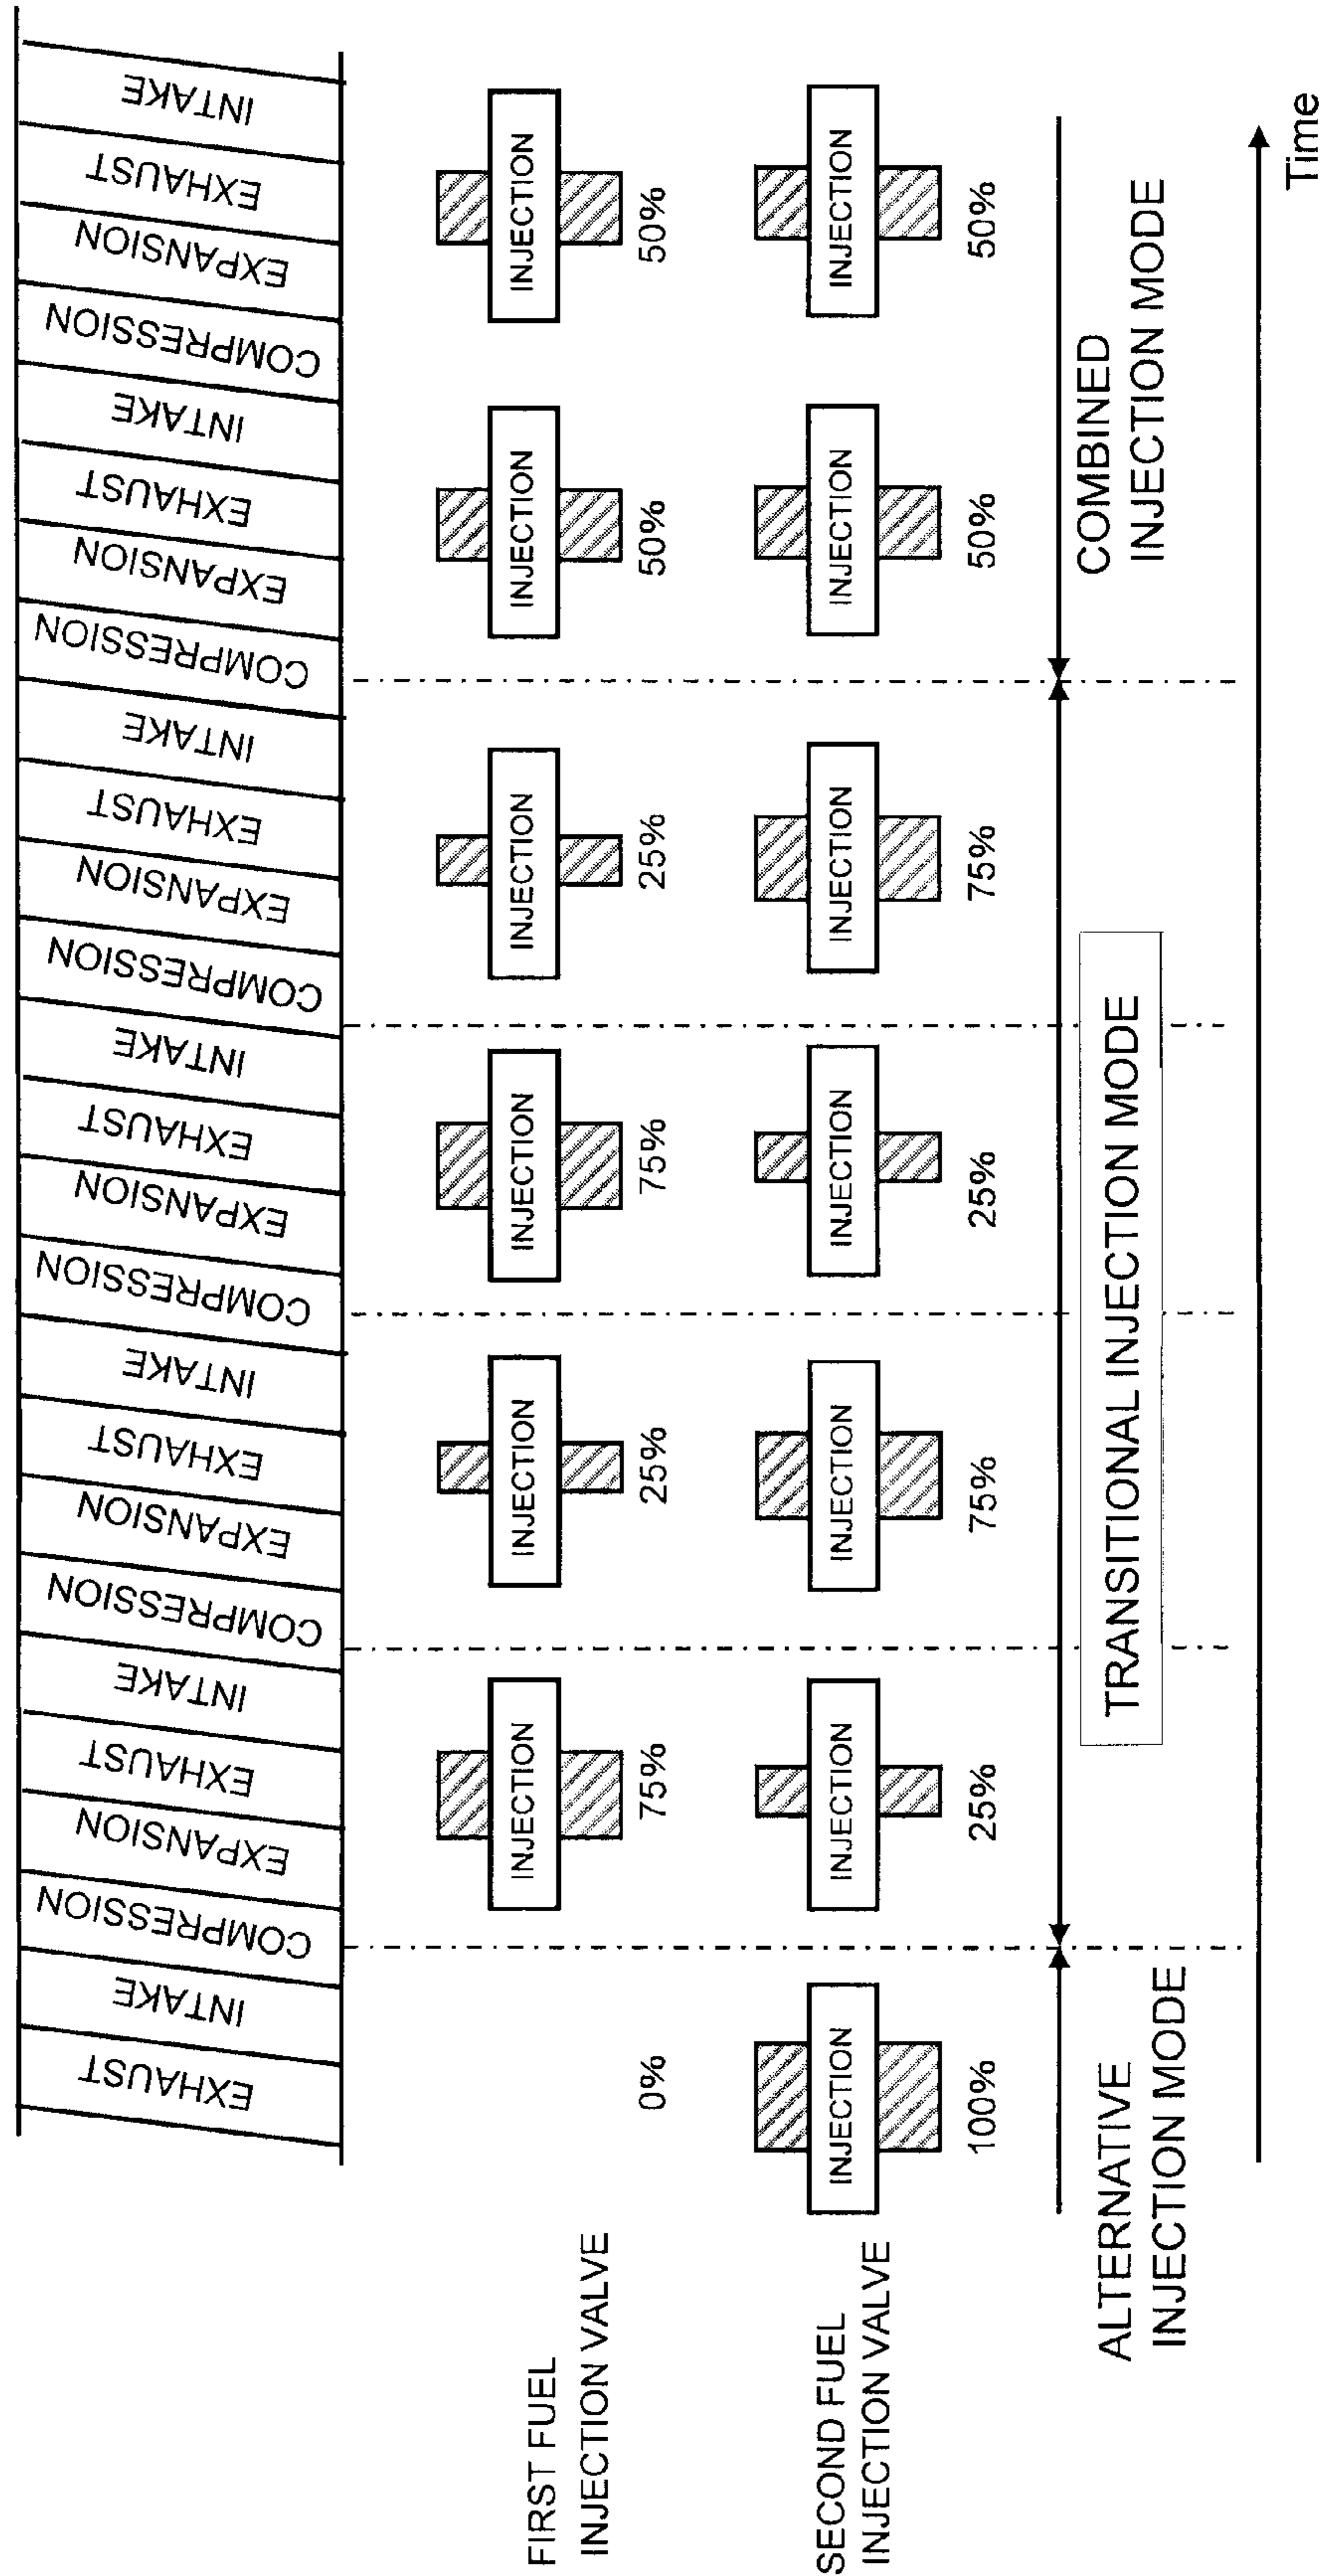 EXHAUST
INTAKE
COMPRESSION
EXPANSION
EXHAUST
INTAKE
COMPRESSION
EXPANSION
EXHAUST
INTAKE
COMPRESSION
EXPANSION
EXHAUST
INTAKE
COMPRESSION
EXPANSION
EXHAUST
INTAKE
COMPRESSION
EXPANSION
EXHAUST
INTAKE
COMPRESSION
EXPANSION
EXHAUST
INTAKE
FIRST FUEL
INJECTION VALVE
INJECTION
INJECTION
INJECTION
INJECTION
INJECTION
INJECTION
0%
75%
25%
75%
25%
50%
50%
SECOND FUEL
INJECTION VALVE
INJECTION
INJECTION
INJECTION
INJECTION
INJECTION
INJECTION
INJECTION
100%
25%
75%
25%
75%
50%
50%
ALTERNATIVE
INJECTION MODE
TRANSITIONAL INJECTION MODE
COMBINED
INJECTION MODE
Time